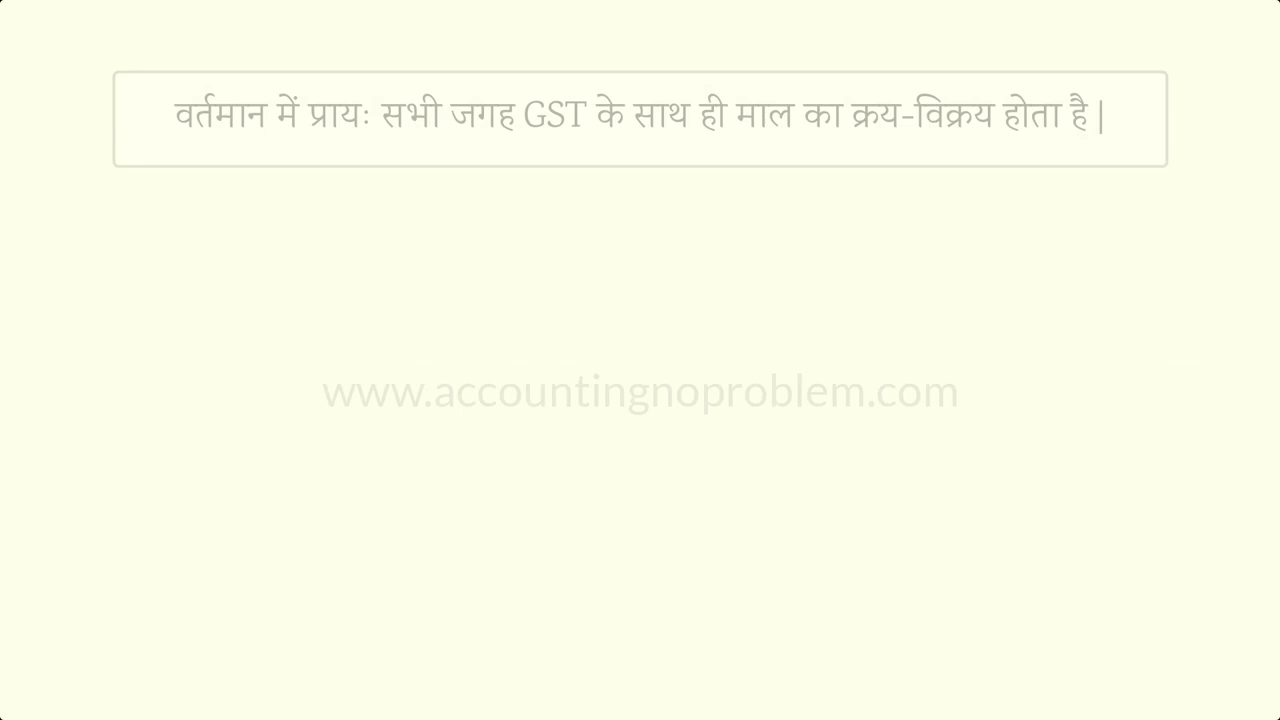 वर्तमान में प्रायः सभी जगह GST के साथ ही माल का क्रय-विक्रय होता है |
www.accountingnoproblem.com